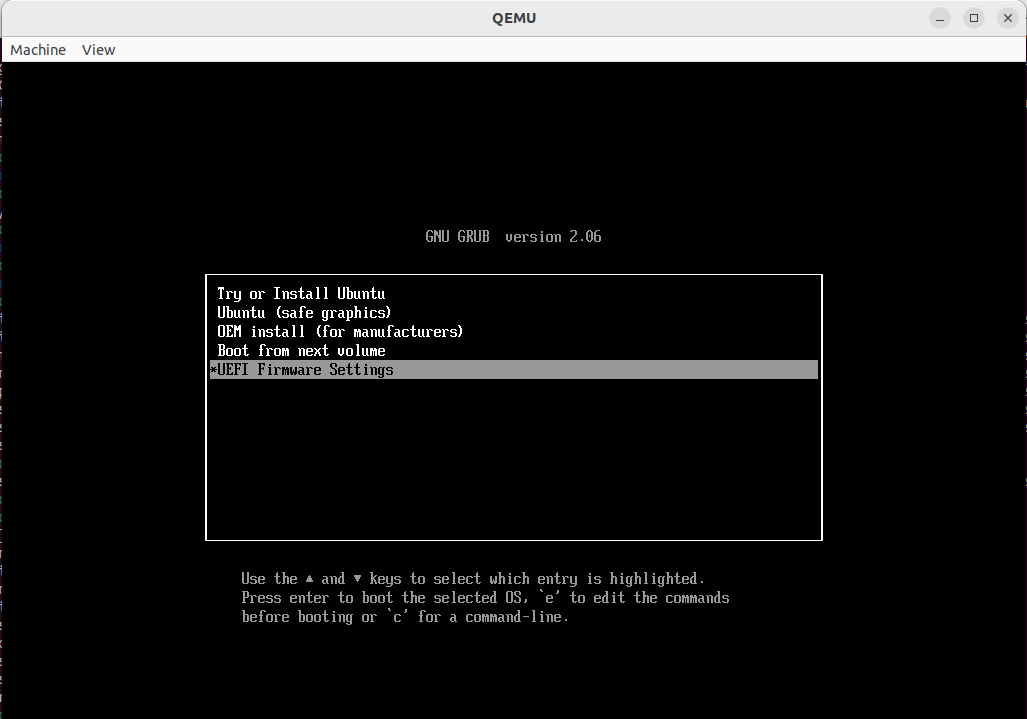 QEMU
Machine View
GNU GRUB version 2.06
Try or Install Ubuntu
Ubuntu (safe graphics)
OEM install (for manufacturers)
Boot from next volume
*UEFI Firmware Settings
Use the ▲ and ▼ keys to select which entry is highlighted.
Press enter to boot the selected OS, `e' to edit the commands
before booting or `c' for a command-line.